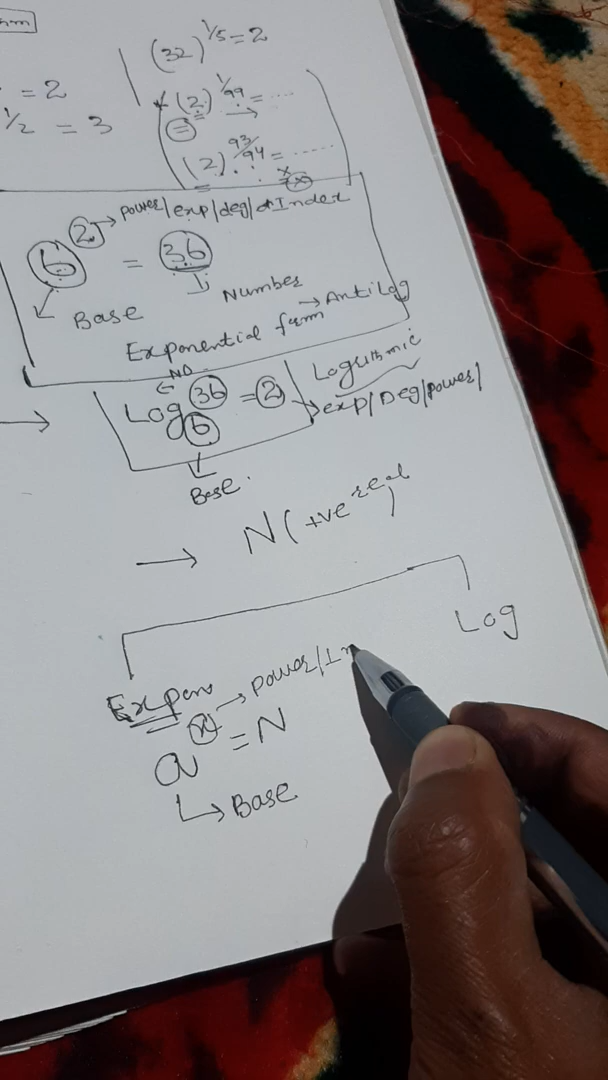 (32)^1/5 = 2
= 2
1/2 = 3
(2)^1/99 = ....
(2)^93/94 = .....
power/exp/deg/Index
6^2 = 36
Number
Base
Exponential form → AntiLog
NO
Log 6 36 = 2
Logarithmic
exp/Deg/power/
Base.
→ N (+ve real)
Log
Expen
power/In
a^x = N
Base